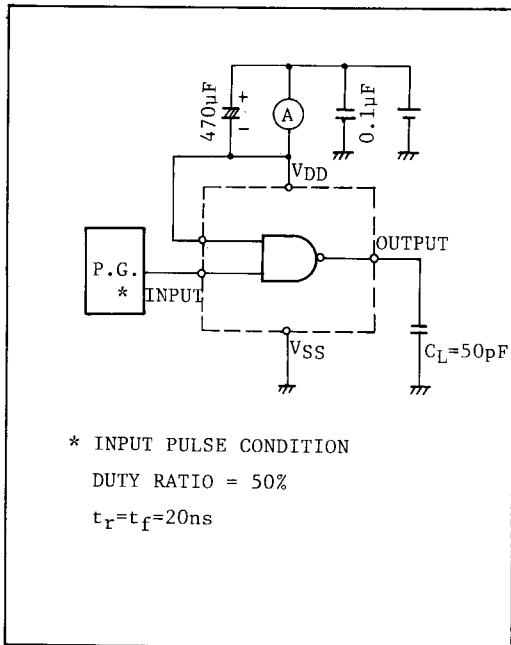 470μF
+
−
A
0.1μF
VDD
P.G.
*
INPUT
OUTPUT
VSS
CL=50pF
* INPUT PULSE CONDITION
DUTY RATIO = 50%
tr=tf=20ns